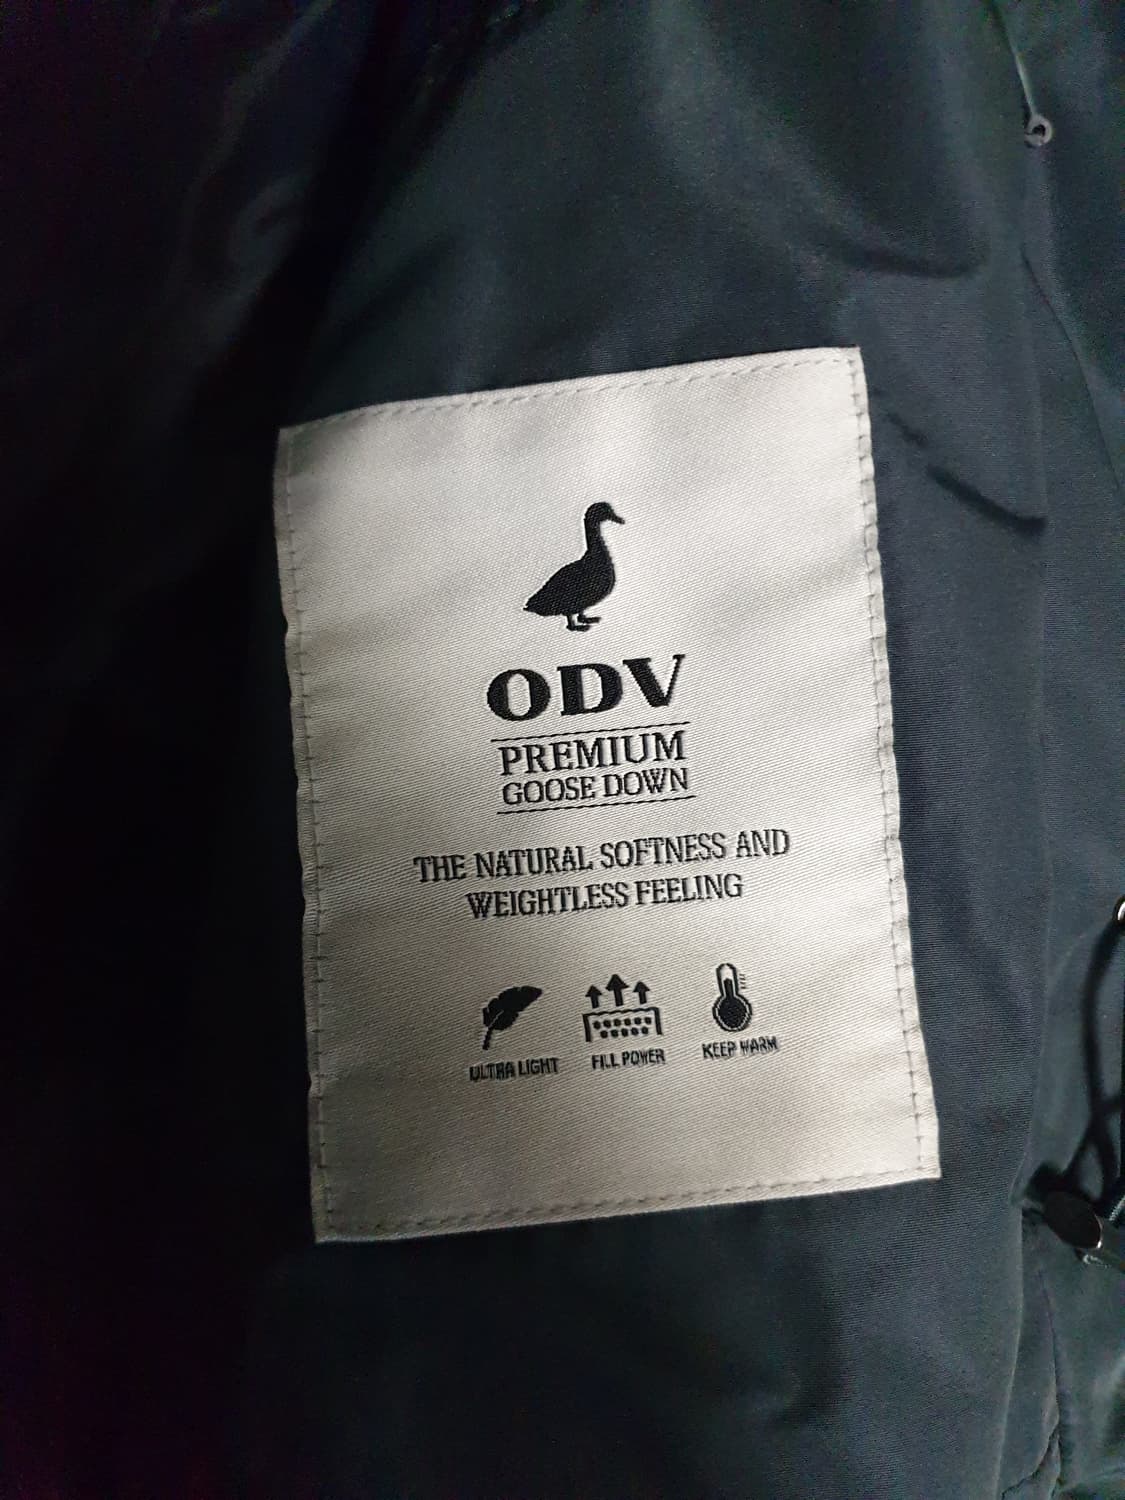 ODV
PREMIUM
GOOSE DOWN
THE NATURAL SOFTNESS AND
WEIGHTLESS FEELING
ULTRA LIGHT
FILL POWER
KEEP WARM